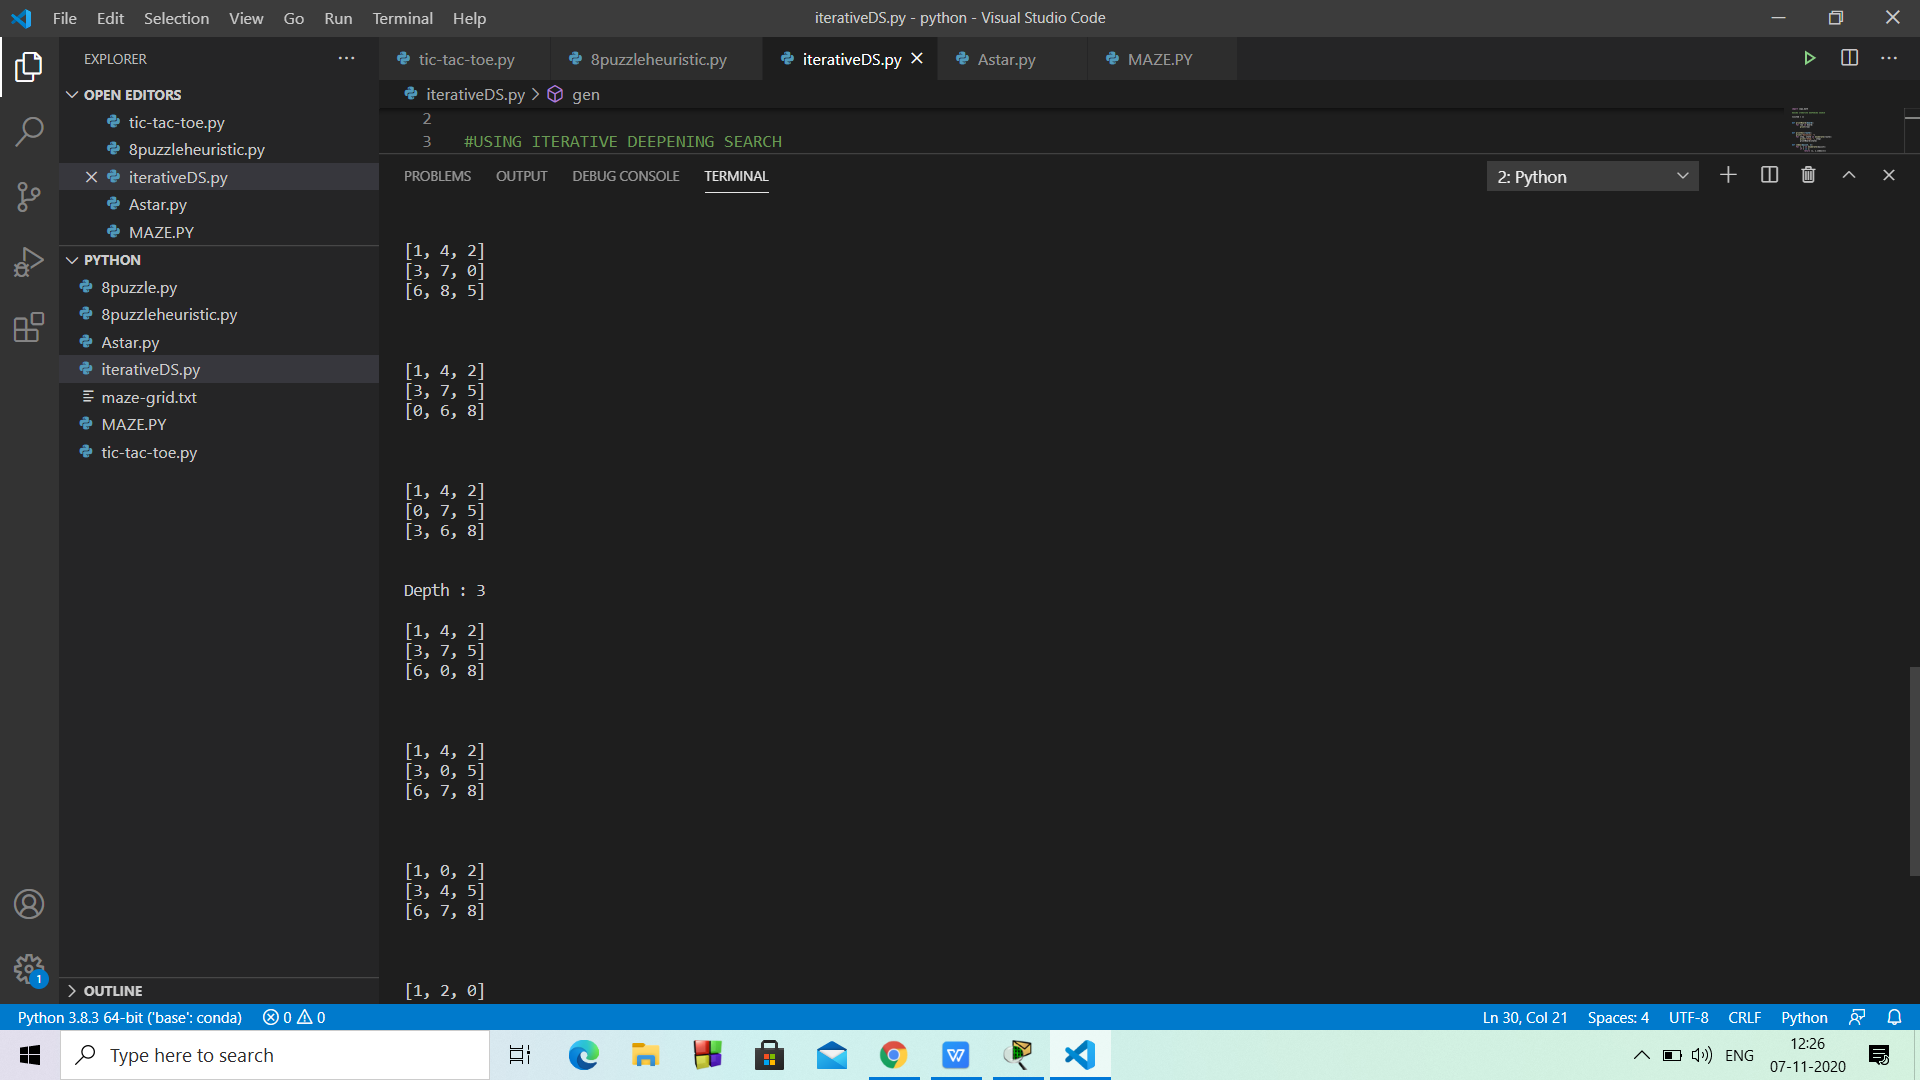 File Edit Selection View Go Run Terminal Help
iterativeDS.py - python - Visual Studio Code
EXPLORER
OPEN EDITORS
tic-tac-toe.py
8puzzleheuristic.py
iterativeDS.py
Astar.py
MAZE.PY
PYTHON
8puzzle.py
8puzzleheuristic.py
Astar.py
iterativeDS.py
maze-grid.txt
MAZE.PY
tic-tac-toe.py
OUTLINE
tic-tac-toe.py 8puzzleheuristic.py iterativeDS.py Astar.py MAZE.PY
iterativeDS.py > gen
2
3 #USING ITERATIVE DEEPENING SEARCH
PROBLEMS OUTPUT DEBUG CONSOLE TERMINAL
2: Python
[1, 4, 2]
[3, 7, 0]
[6, 8, 5]
[1, 4, 2]
[3, 7, 5]
[0, 6, 8]
[1, 4, 2]
[0, 7, 5]
[3, 6, 8]
Depth : 3
[1, 4, 2]
[3, 7, 5]
[6, 0, 8]
[1, 4, 2]
[3, 0, 5]
[6, 7, 8]
[1, 0, 2]
[3, 4, 5]
[6, 7, 8]
[1, 2, 0]
1
Python 3.8.3 64-bit ('base': conda) 0 0
Ln 30, Col 21 Spaces: 4 UTF-8 CRLF Python
Type here to search
W
ENG
12:26
07-11-2020